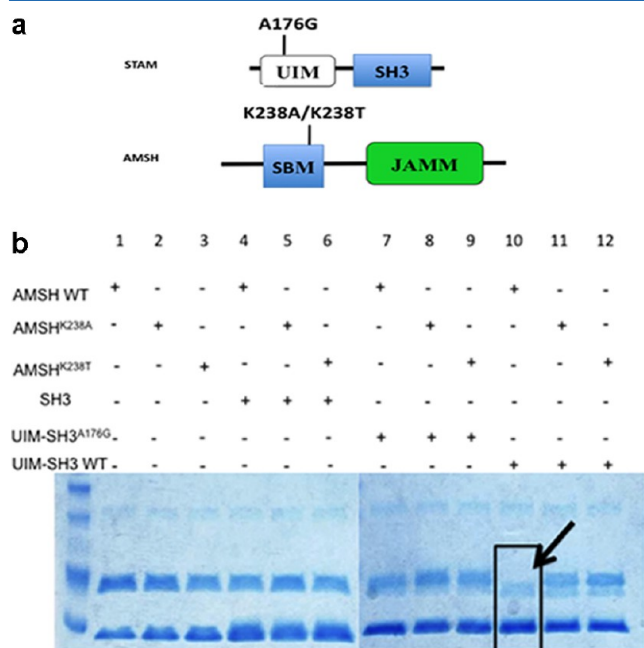 a
A176G
STAM
UIM SH3
K238A/K238T
AMSH
SBM JAMM
b
1 2 3 4 5 6 7 8 9 10 11 12
AMSH WT + - - + - - + - - + - -
AMSHK238A - + - - + - - + - - + -
AMSHK238T - - + - - + - - + - - +
SH3 - - - + + + - - - - - -
UIM-SH3A176G - - - - - - + + + - - -
UIM-SH3 WT - - - - - - - - - + + +